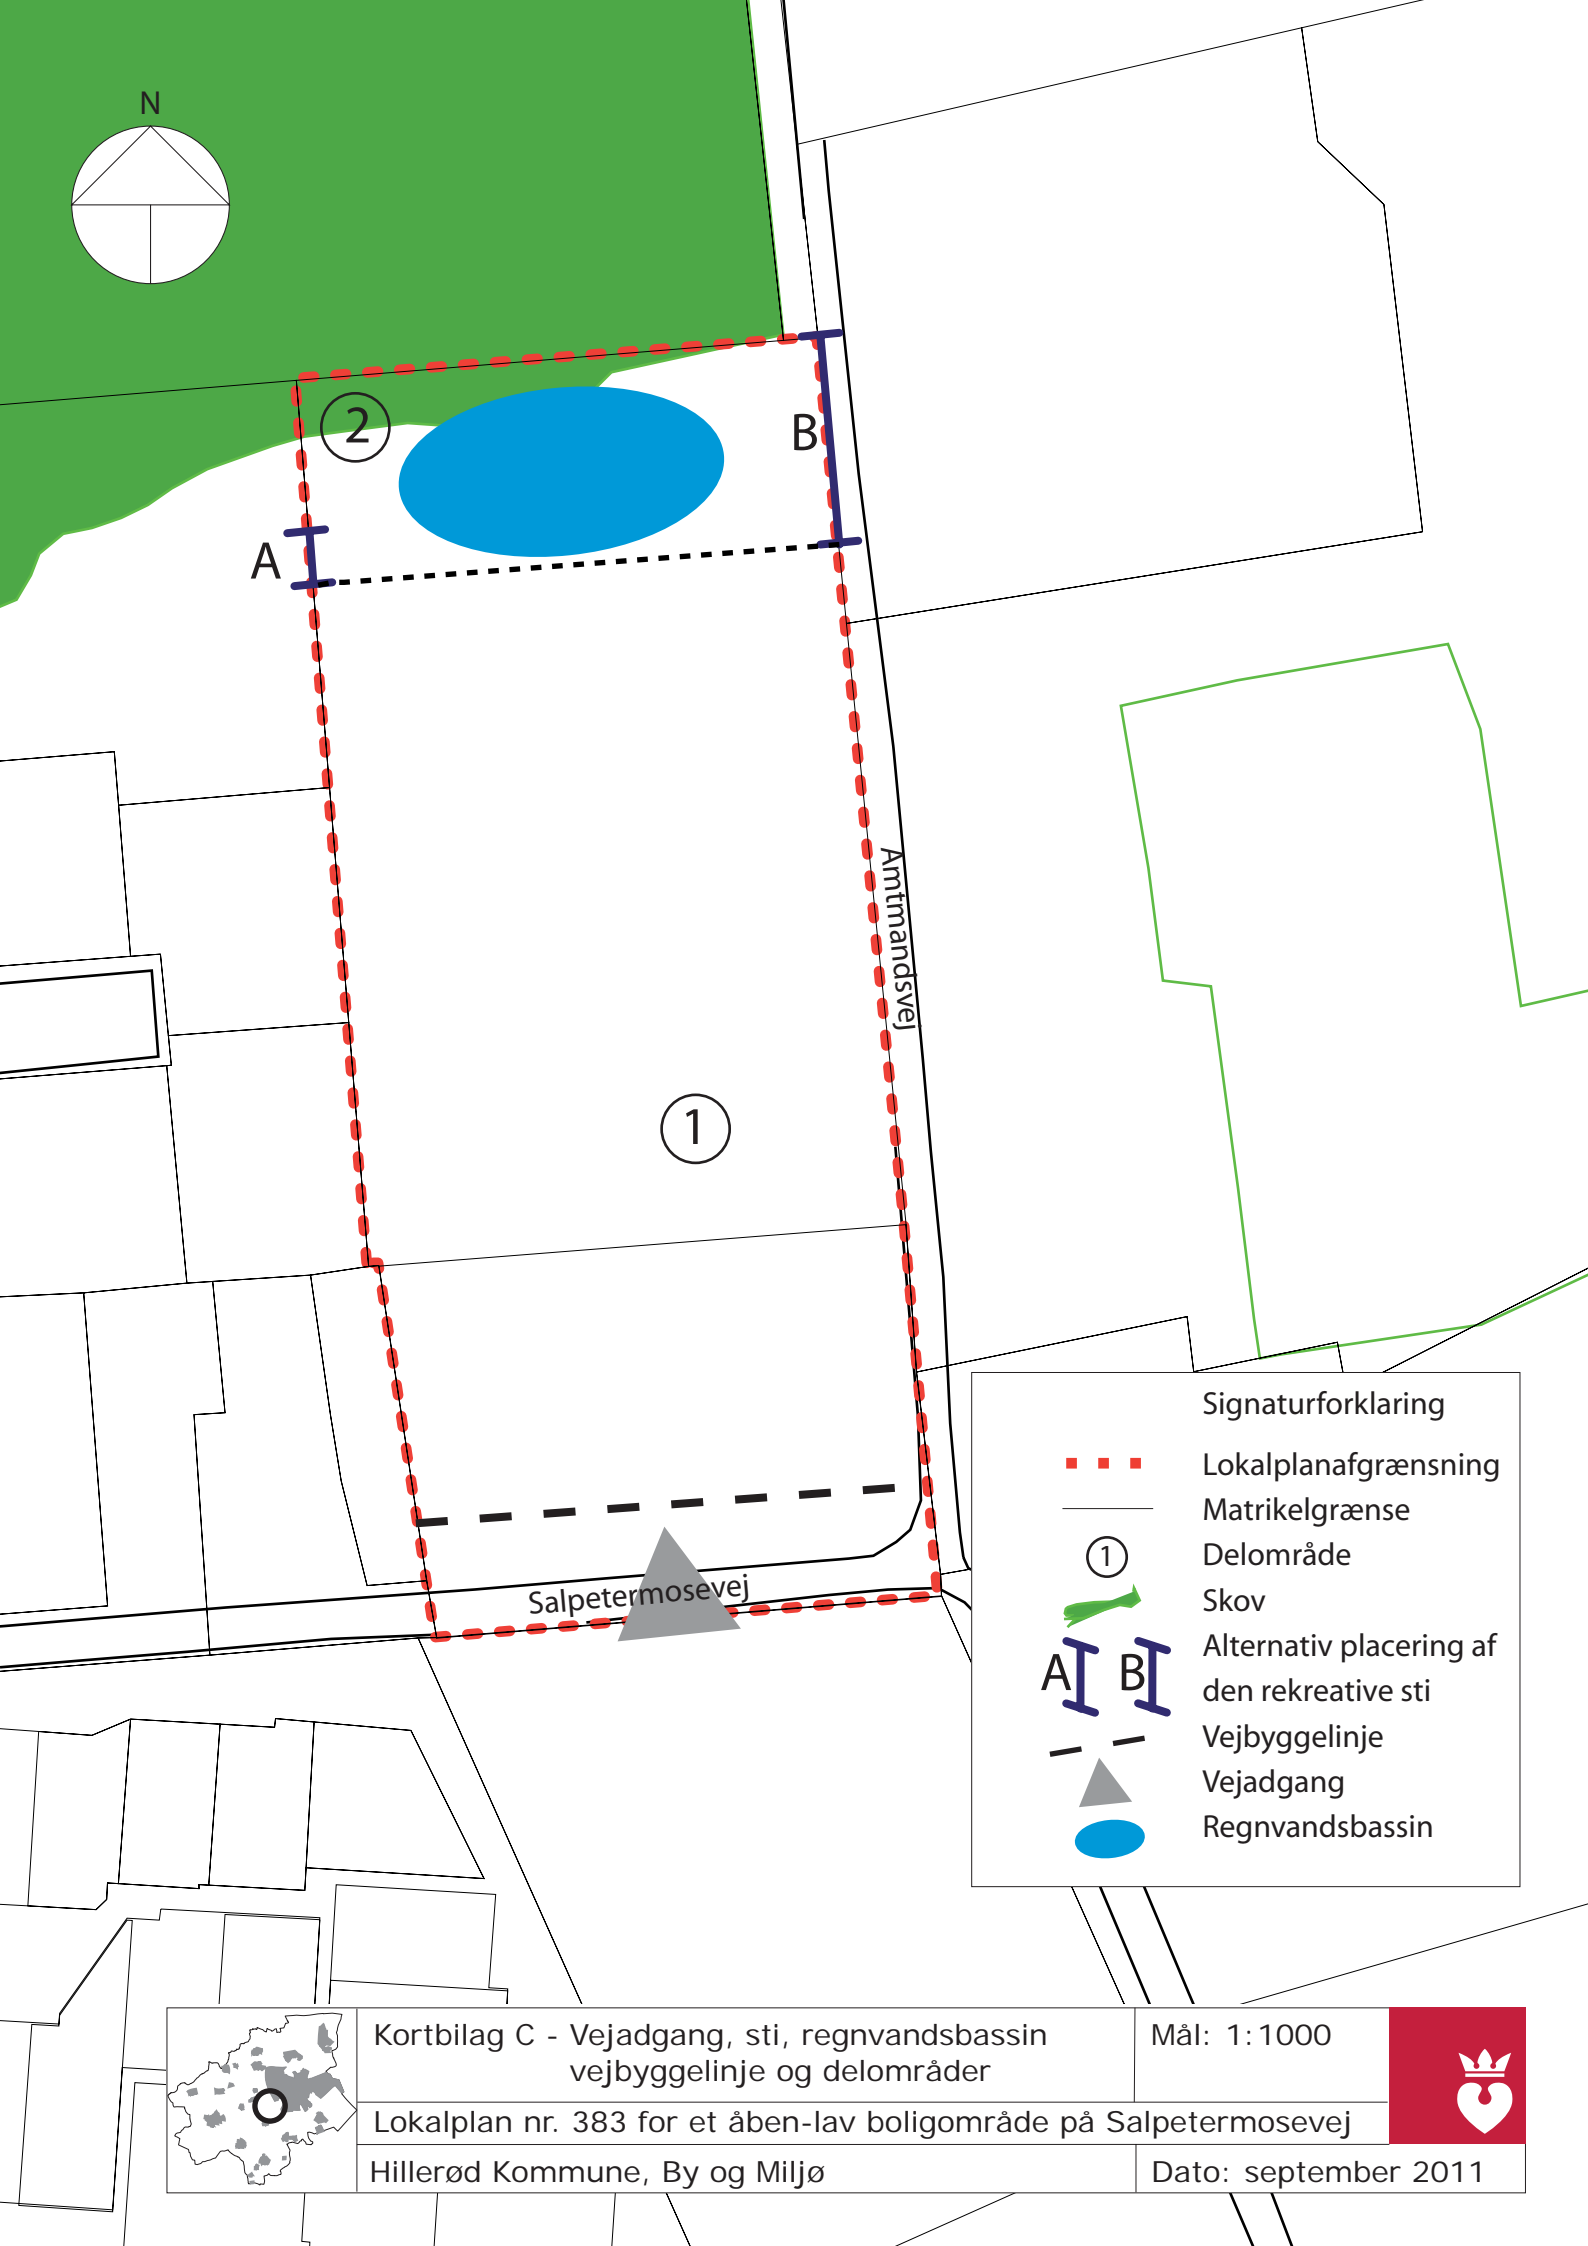 N
2
B
A
Amtmandsvej
1
Salpetermosevej
Signaturforklaring
Lokalplanafgrænsning
Matrikelgrænse
1
Delområde
Skov
A B
Alternativ placering af
den rekreative sti
Vejbyggelinje
Vejadgang
Regnvandsbassin
Kortbilag C - Vejadgang, sti, regnvandsbassin
vejbyggelinje og delområder
Mål: 1:1000
Lokalplan nr. 383 for et åben-lav boligområde på Salpetermosevej
Hillerød Kommune, By og Miljø
Dato: september 2011